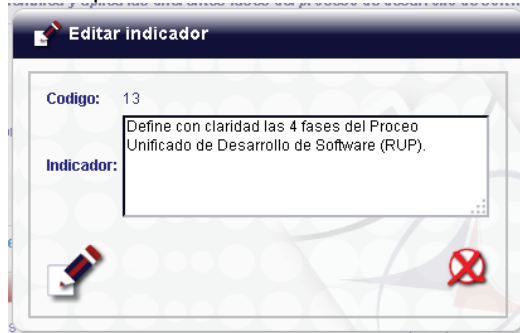 Editar indicador
Codigo: 13
Define con claridad las 4 fases del Proceo
Unificado de Desarrollo de Software (RUP).
Indicador: